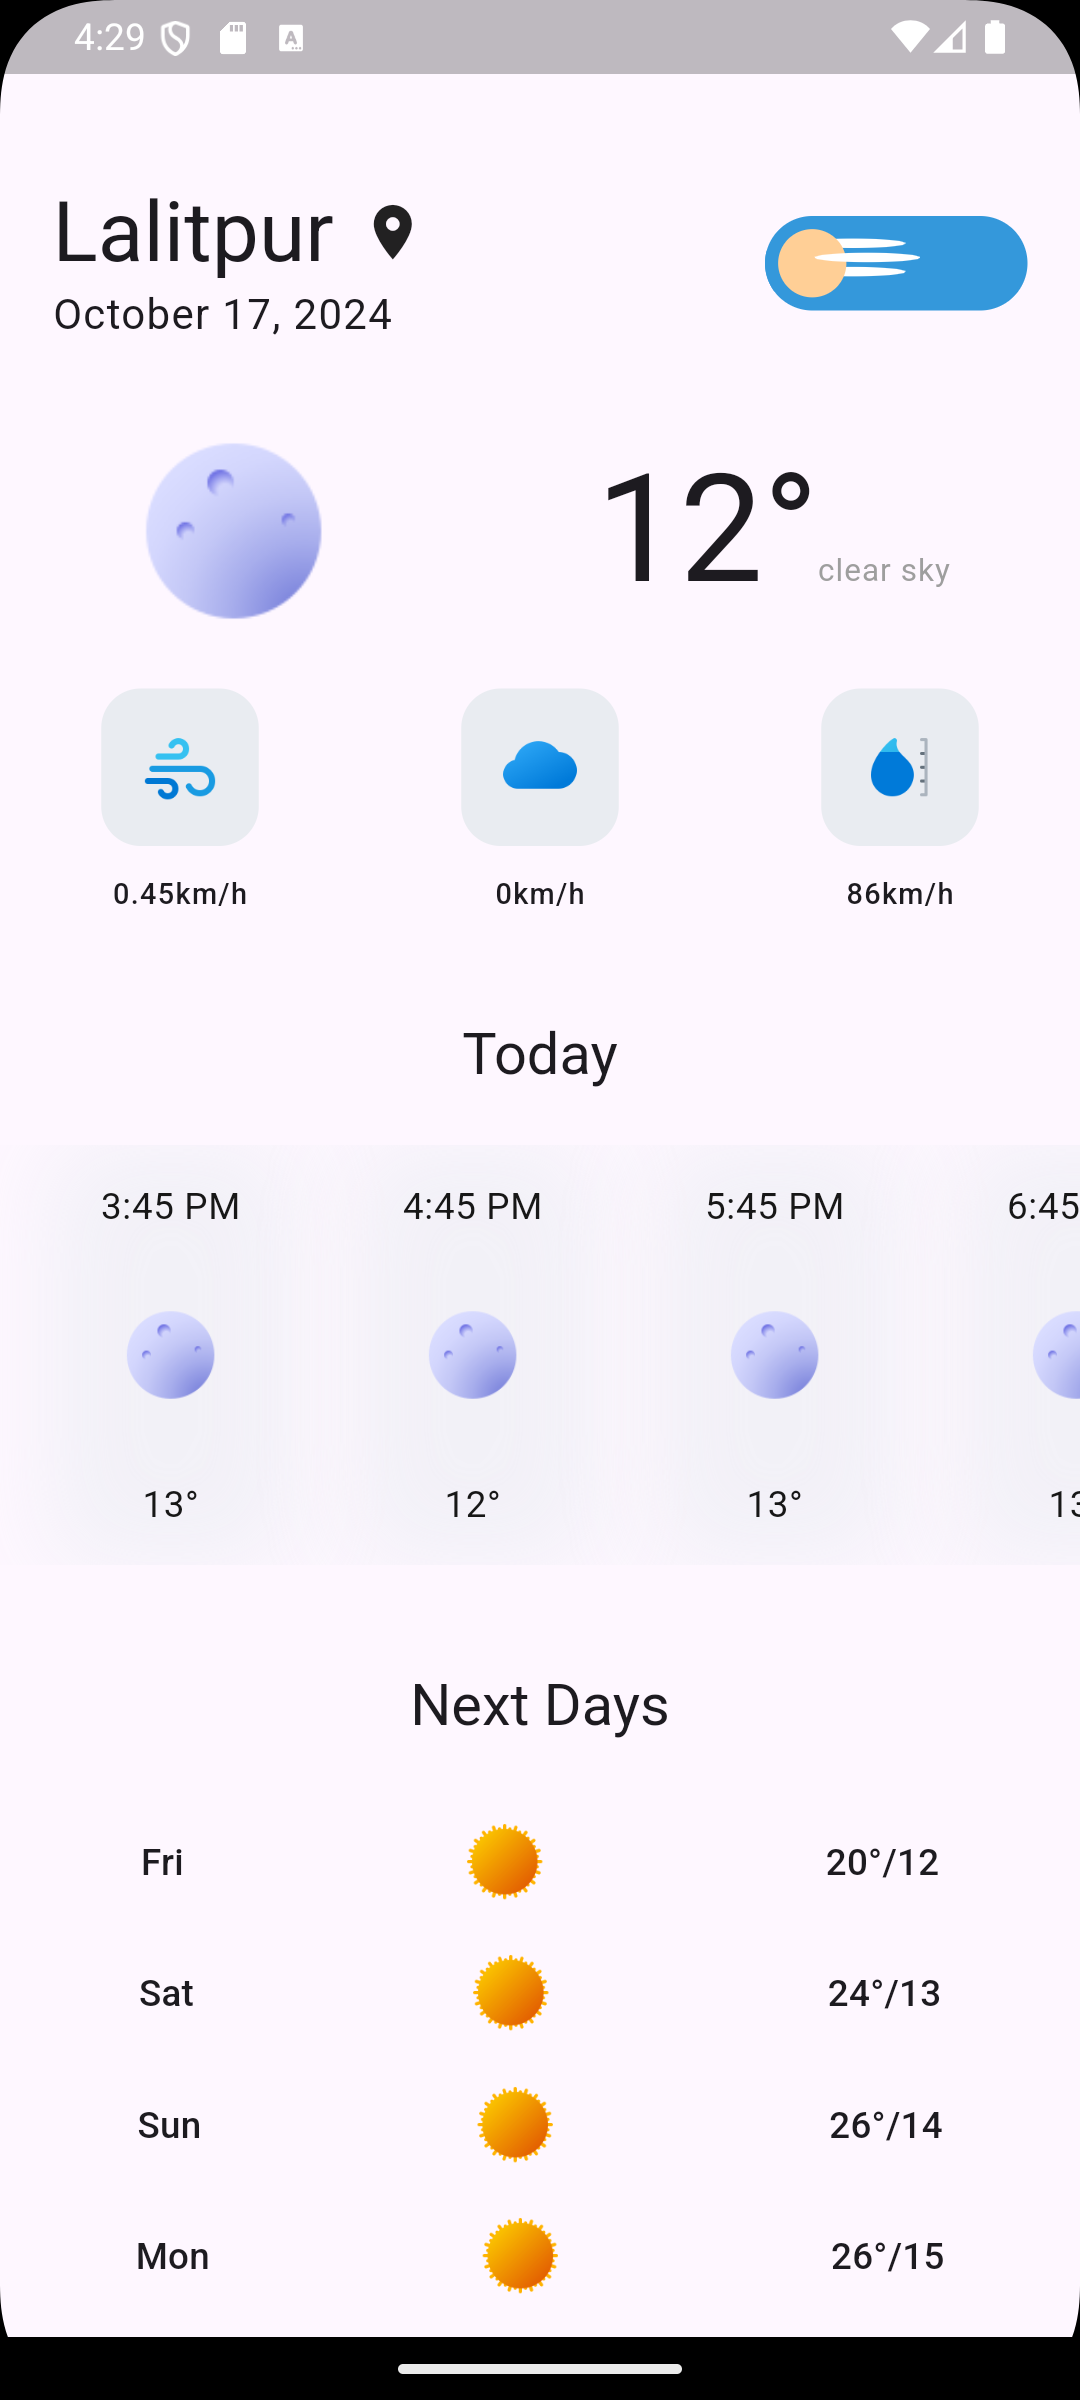 4:29
Lalitpur
October 17, 2024
12°
clear sky
0.45km/h 0km/h 86km/h
Today
3:45 PM 4:45 PM 5:45 PM 6:45
13° 12° 13° 13
Next Days
Fri 20°/12
Sat 24°/13
Sun 26°/14
Mon 26°/15